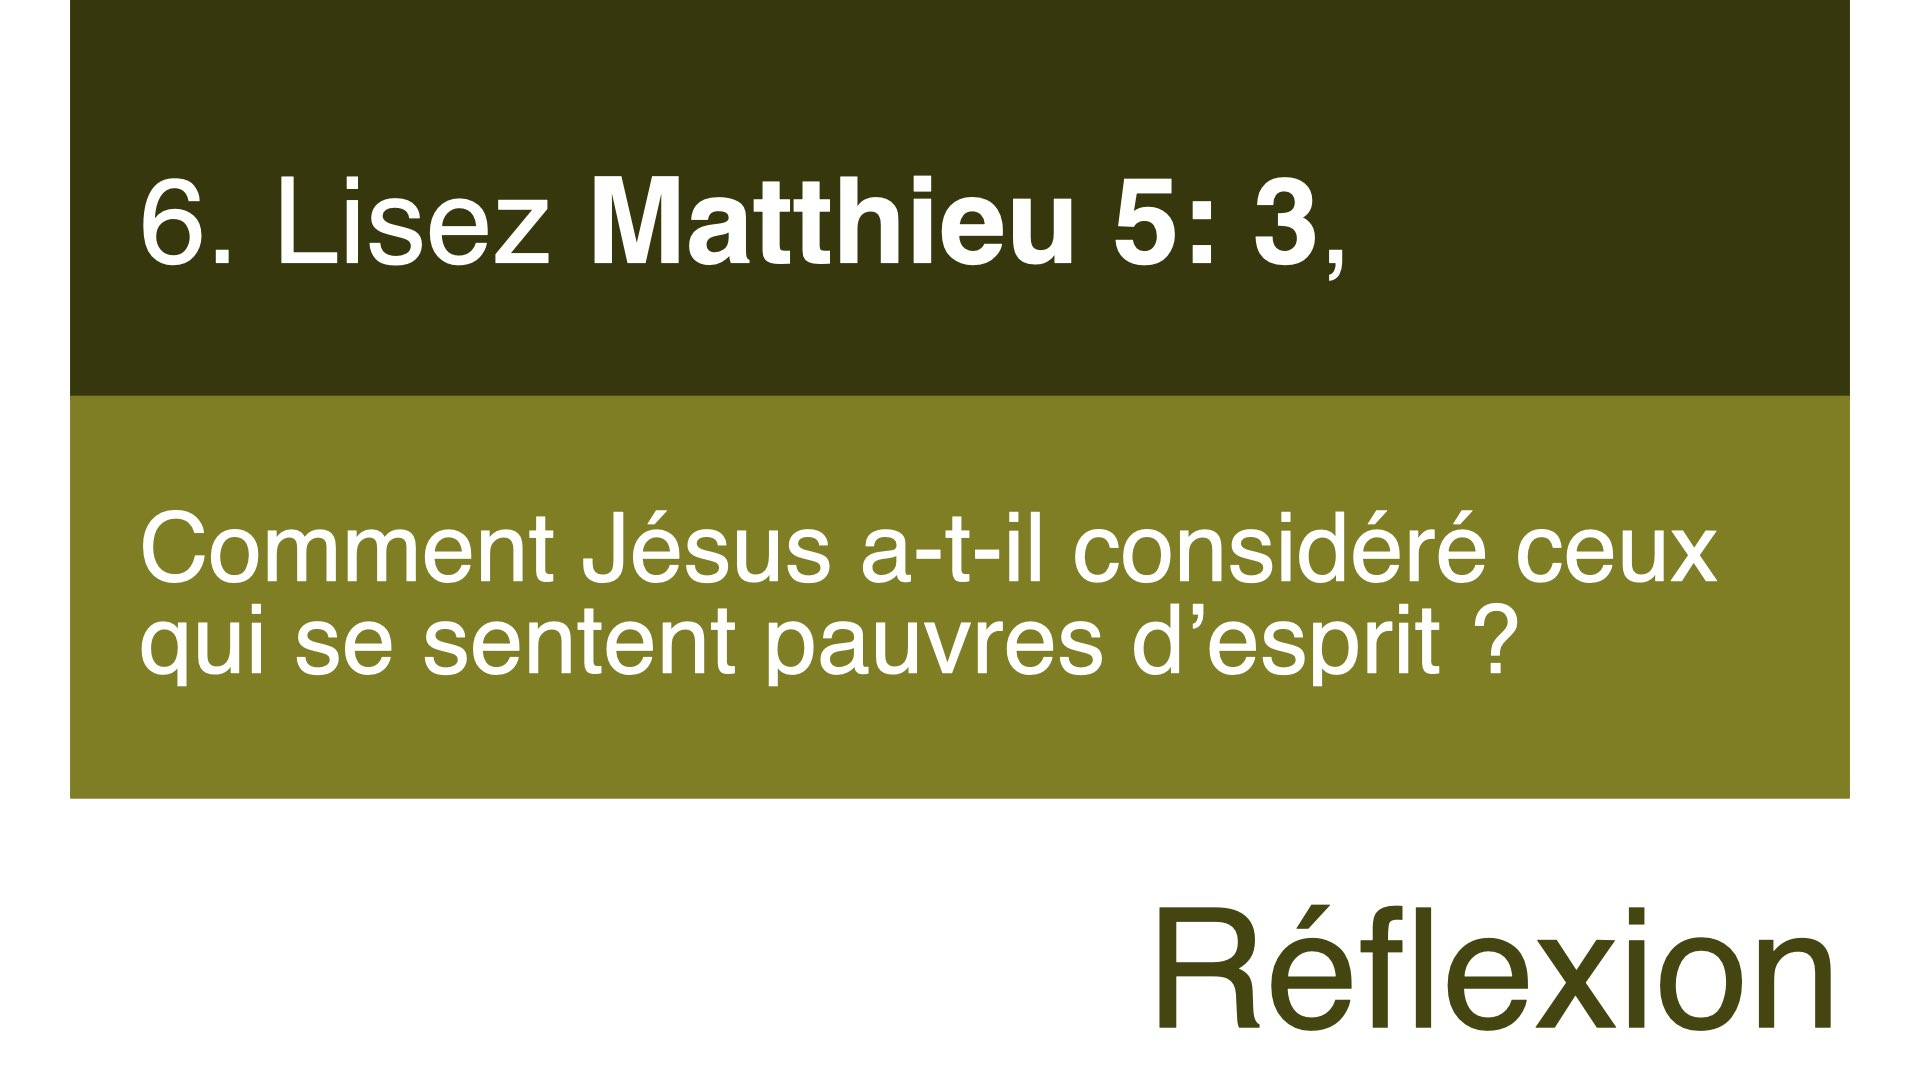 6. Lisez Matthieu 5: 3,
Comment Jésus a-t-il considéré ceux
qui se sentent pauvres d’esprit ?
Réflexion